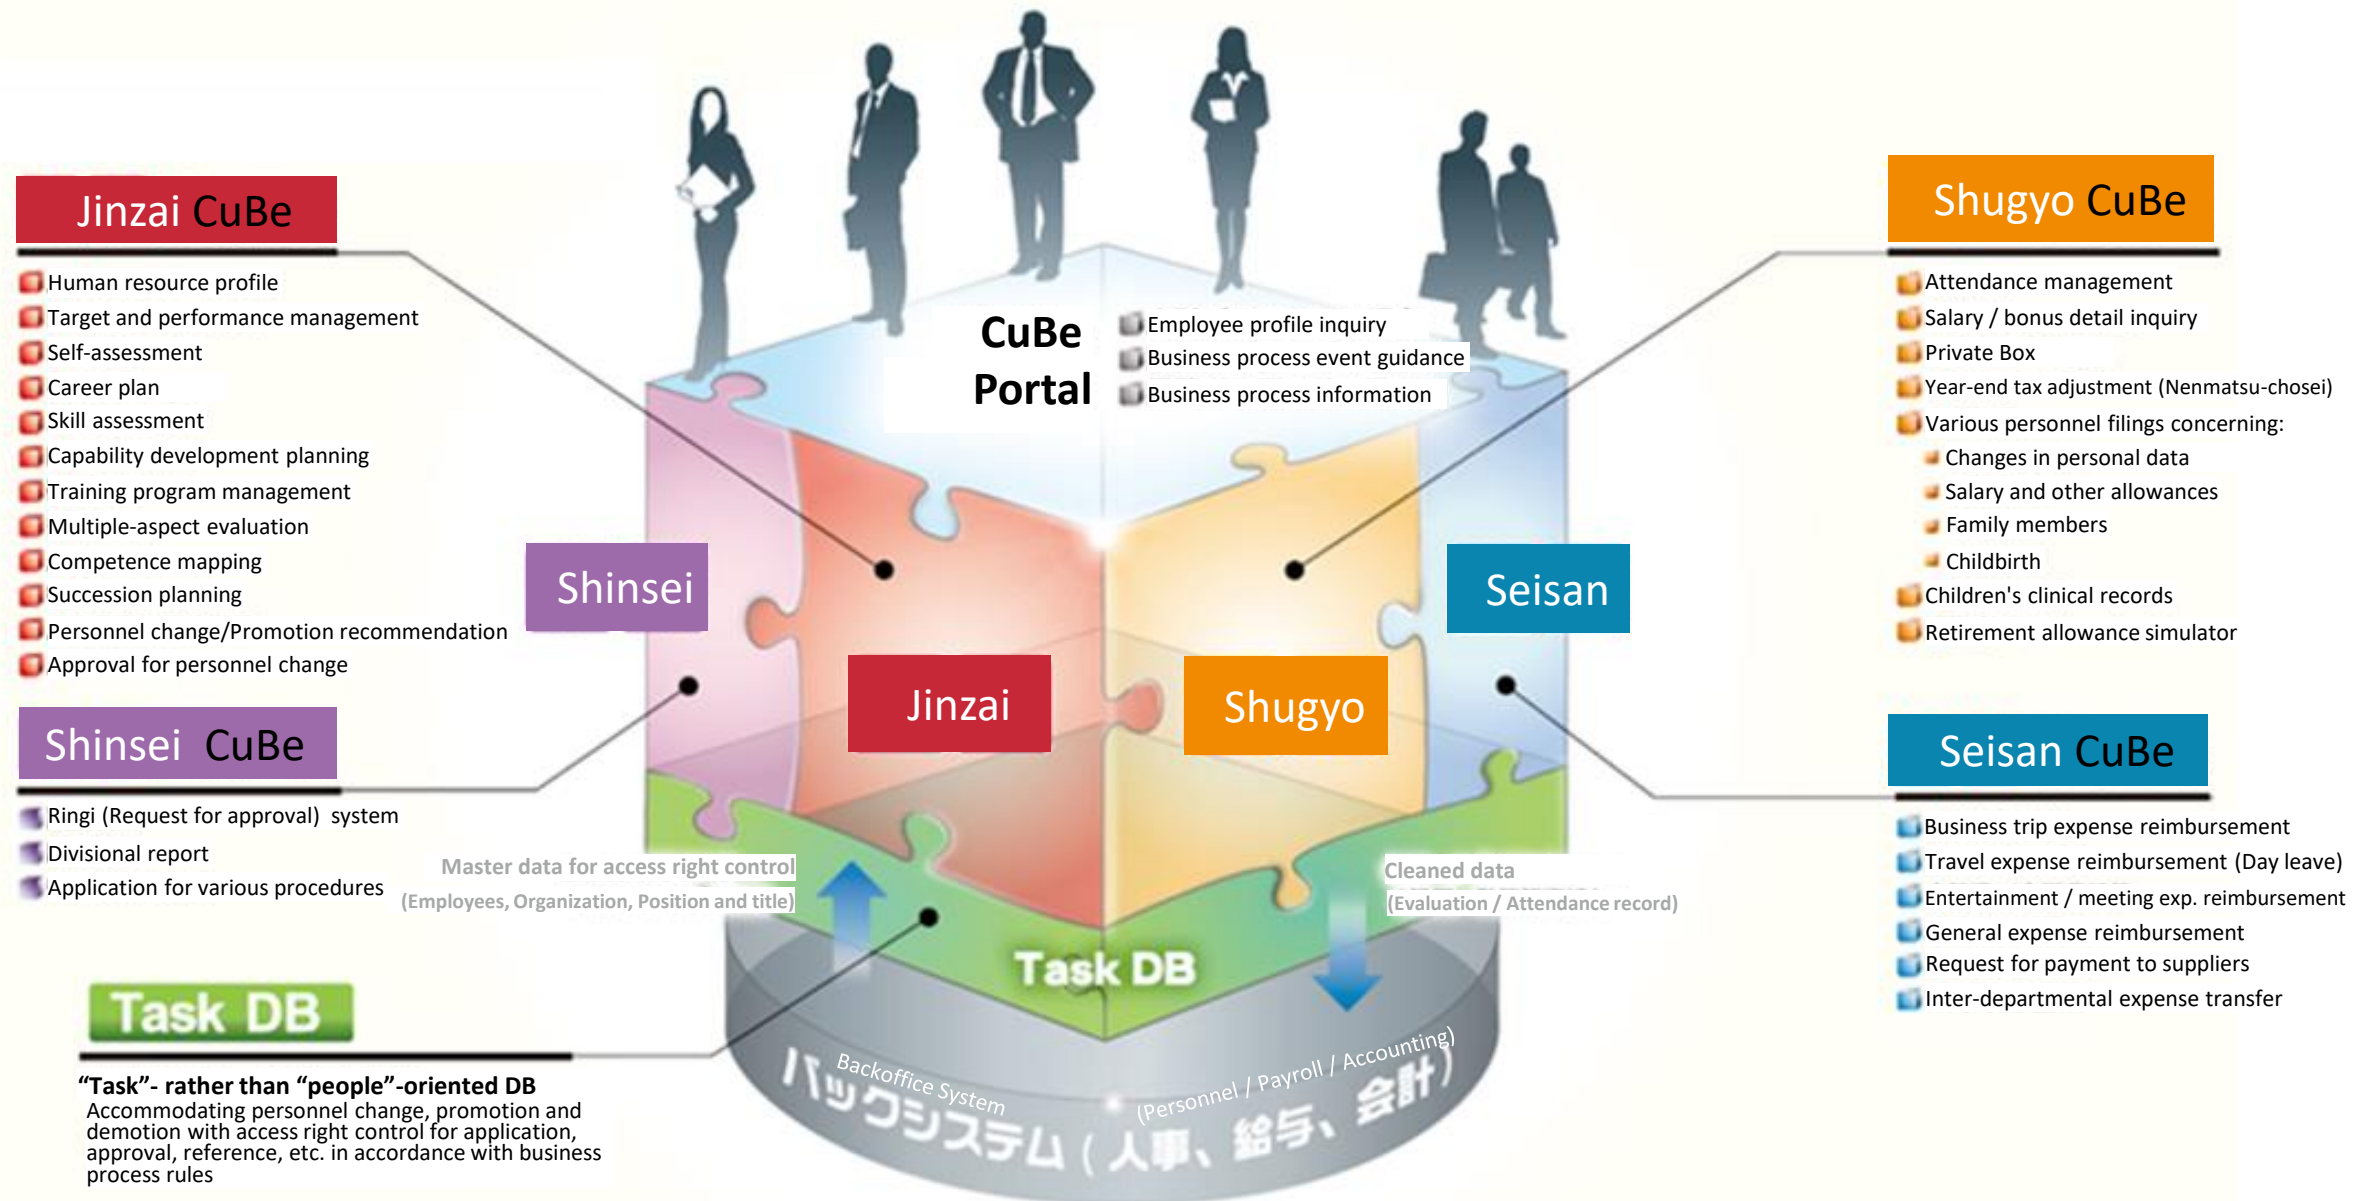 Jinzai CuBe
Human resource profile
Target and performance management
Self-assessment
Career plan
Skill assessment
Capability development planning
Training program management
Multiple-aspect evaluation
Competence mapping
Succession planning
Personnel change/Promotion recommendation
Approval for personnel change
Shinsei CuBe
Ringi (Request for approval) system
Divisional report
Application for various procedures
Task DB
“Task”- rather than “people”-oriented DB
Accommodating personnel change, promotion and
demotion with access right control for application,
approval, reference, etc. in accordance with business
process rules
CuBe
Portal
Employee profile inquiry
Business process event guidance
Business process information
Shinsei
Jinzai
Shugyo
Seisan
Master data for access right control
(Employees, Organization, Position and title)
Cleaned data
(Evaluation / Attendance record)
Task DB
Backoffice System (Personnel / Payroll / Accounting)
バックシステム ( 人事、給与、会計 )
Shugyo CuBe
Attendance management
Salary / bonus detail inquiry
Private Box
Year-end tax adjustment (Nenmatsu-chosei)
Various personnel filings concerning:
Changes in personal data
Salary and other allowances
Family members
Childbirth
Children's clinical records
Retirement allowance simulator
Seisan CuBe
Business trip expense reimbursement
Travel expense reimbursement (Day leave)
Entertainment / meeting exp. reimbursement
General expense reimbursement
Request for payment to suppliers
Inter-departmental expense transfer